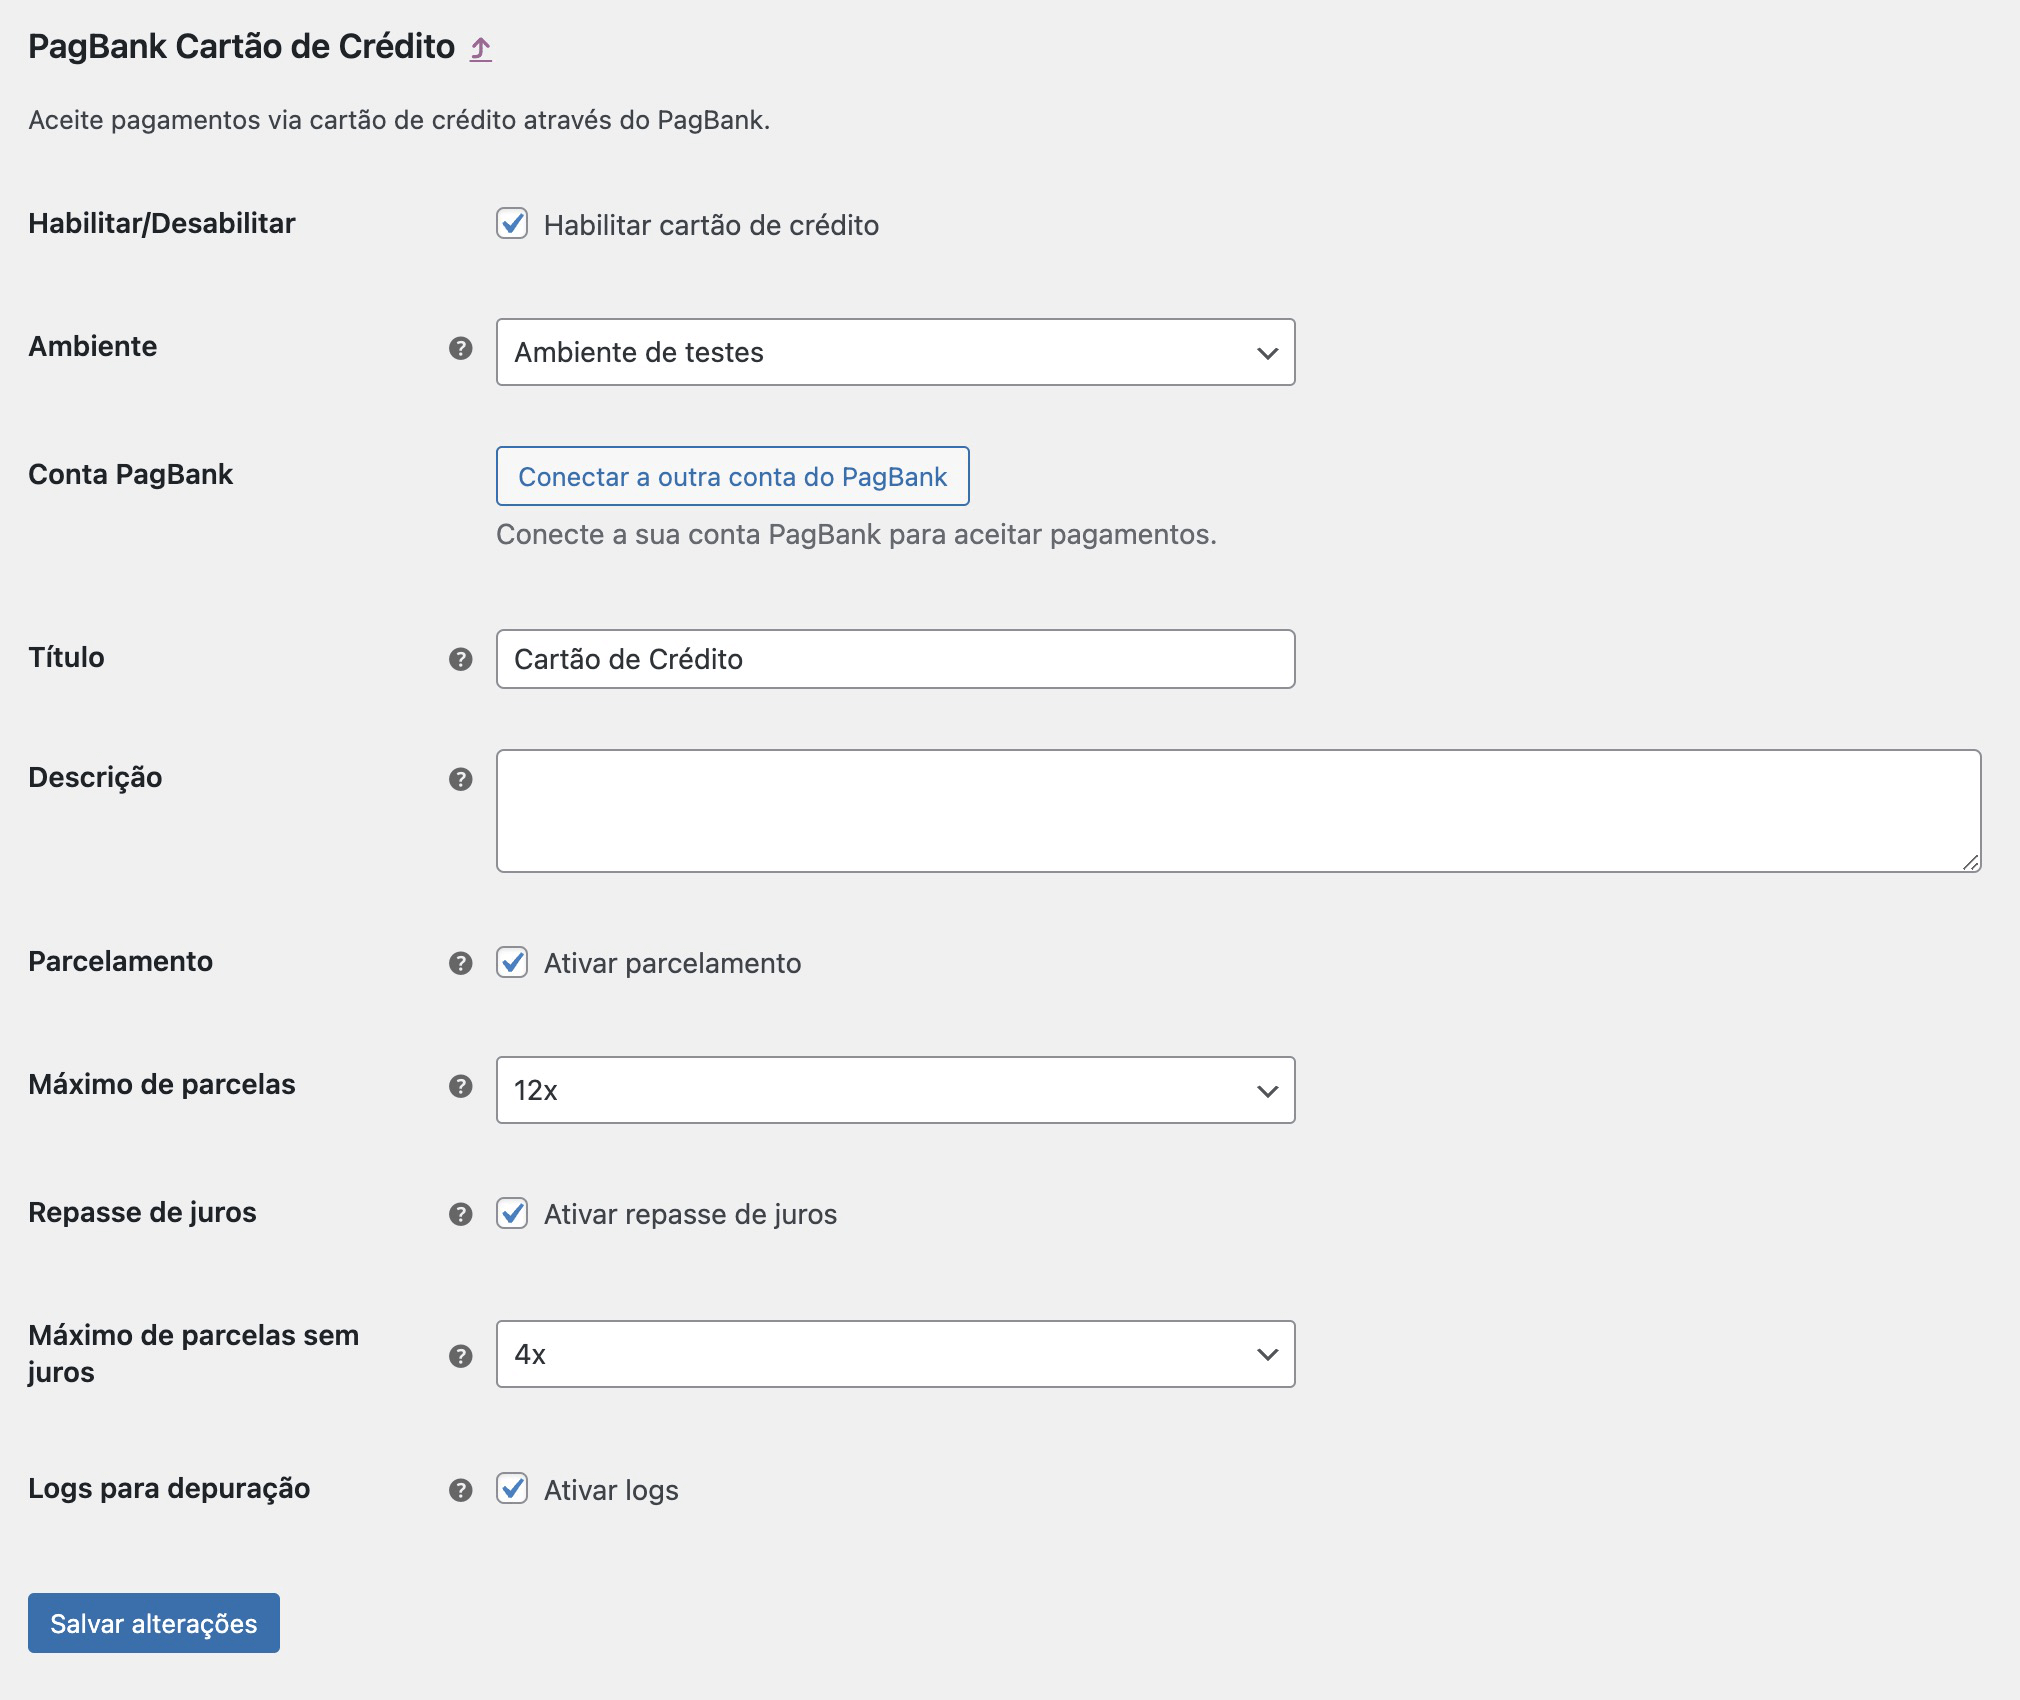 PagBank Cartão de Crédito
Aceite pagamentos via cartão de crédito através do PagBank.
Habilitar/Desabilitar
Habilitar cartão de crédito
Ambiente
Ambiente de testes
Conta PagBank
Conectar a outra conta do PagBank
Conecte a sua conta PagBank para aceitar pagamentos.
Título
Cartão de Crédito
Descrição
Parcelamento
Ativar parcelamento
Máximo de parcelas
12x
Repasse de juros
Ativar repasse de juros
Máximo de parcelas sem
juros
4x
Logs para depuração
Ativar logs
Salvar alterações